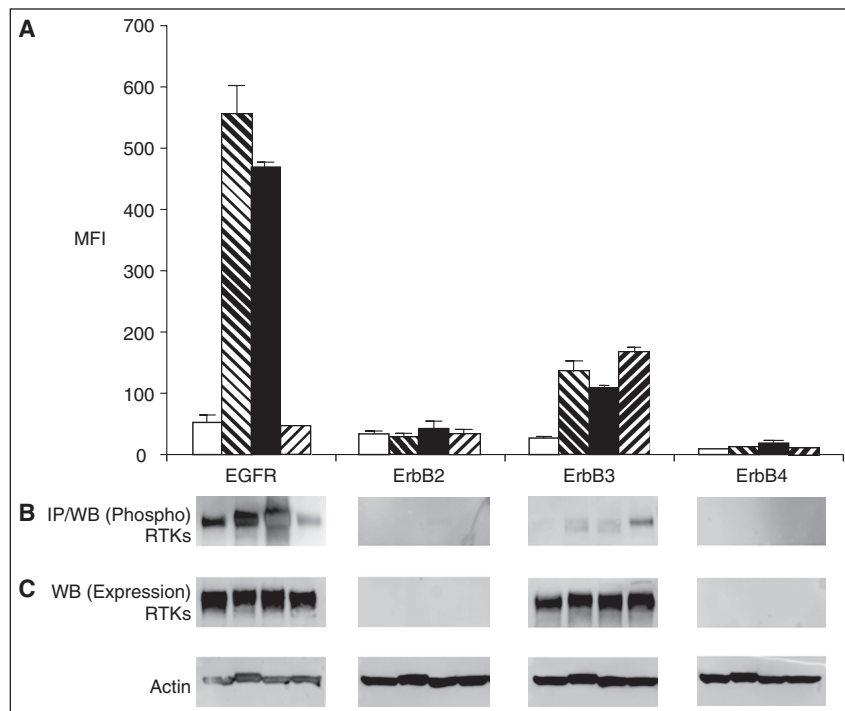 A
700
600
500
400
300
200
100
0
MFI
EGFR
ErbB2
ErbB3
ErbB4
B
IP/WB (Phospho)
RTKs
C
WB (Expression)
RTKs
Actin